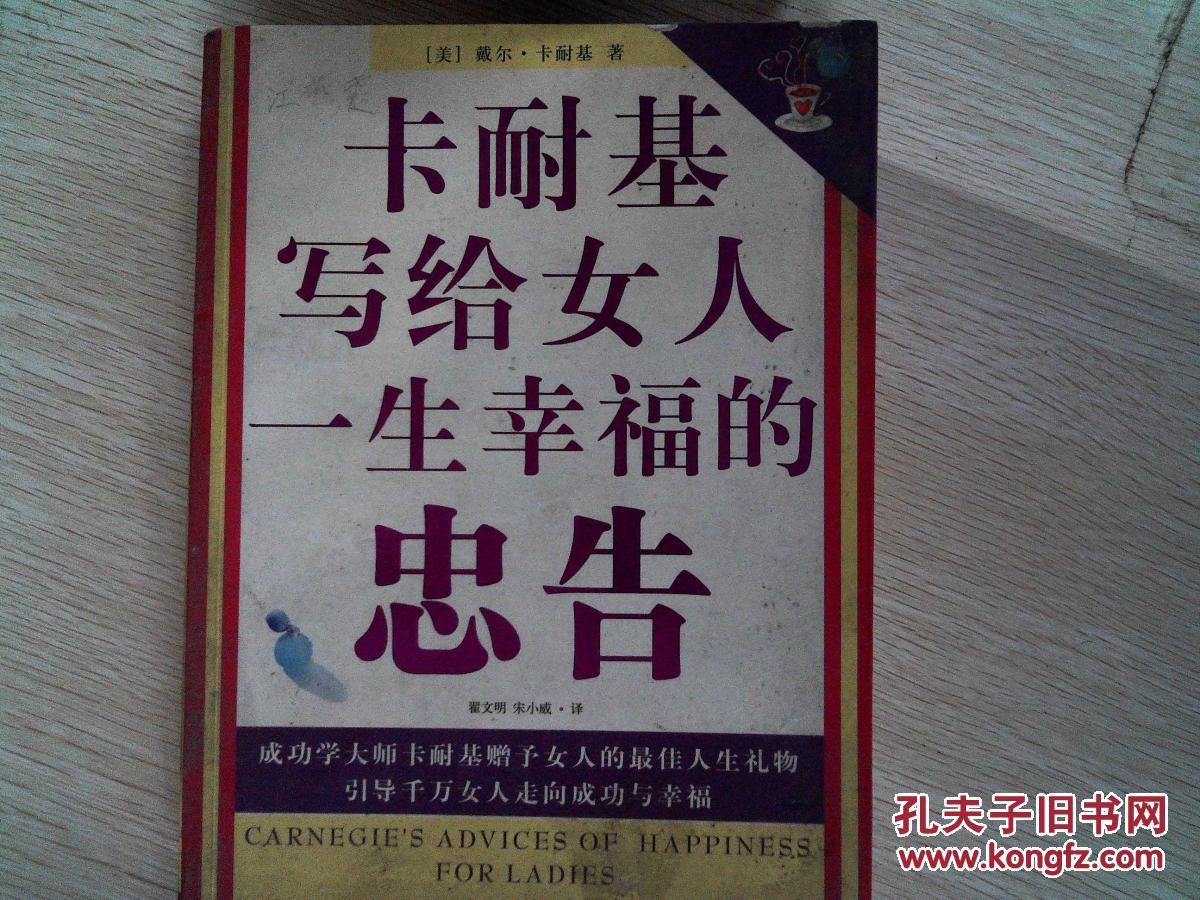 [美] 戴尔·卡耐基 著
江
卡耐基
写给女人
一生幸福的
忠告
翟文明 宋小威·译
成功学大师卡耐基赠予女人的最佳人生礼物
引导千万女人走向成功与幸福
CARNEGIE'S ADVICES OF HAPPINESS
FOR LADIES
孔夫子旧书网
www.kongfz.com